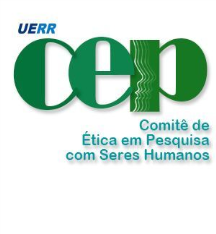 UERR
cep
Comitê de
Ética em Pesquisa
com Seres Humanos